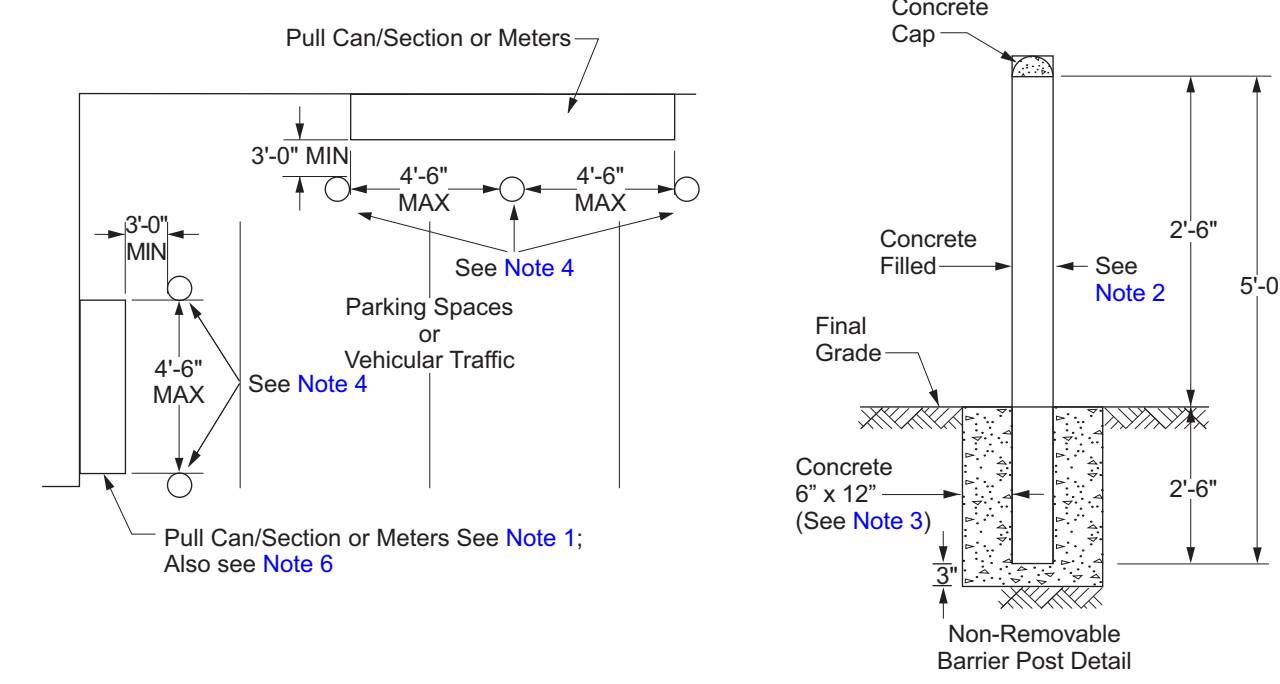 Pull Can/Section or Meters
3'-0" MIN
4'-6"
MAX
4'-6"
MAX
See Note 4
3'-0"
MIN
Parking Spaces
or
Vehicular Traffic
4'-6"
MAX
See Note 4
Pull Can/Section or Meters See Note 1;
Also see Note 6
Concrete
Cap
Concrete
Filled
See
Note 2
2'-6"
5'-0
Final
Grade
Concrete
6” x 12”
(See Note 3)
2'-6"
3"
Non-Removable
Barrier Post Detail